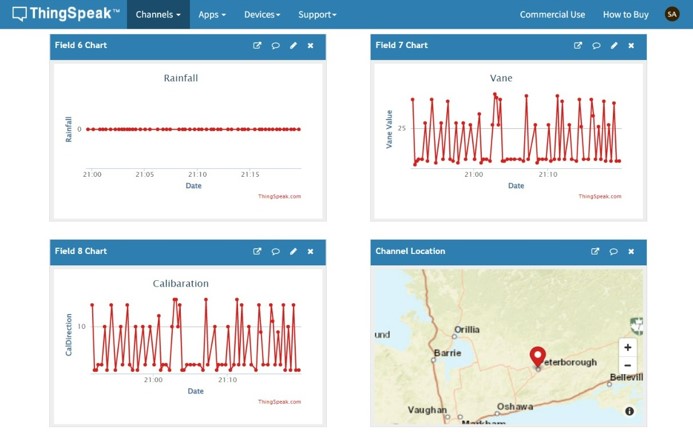 ThingSpeak™ Channels Apps Devices Support Commercial Use How to Buy SA
Field 6 Chart
Rainfall
Rainfall
0
21:00 21:05 21:10 21:15
Date
ThingSpeak.com
Field 7 Chart
Vane
Vane Value
25
21:00 21:10
Date
ThingSpeak.com
Field 8 Chart
Calibaration
CalDirection
10
21:00 21:10
Date
ThingSpeak.com
Channel Location
und
Orillia
Barrie
eterborough
Bellevil
Vaughan
Oshawa
Markham
+
−